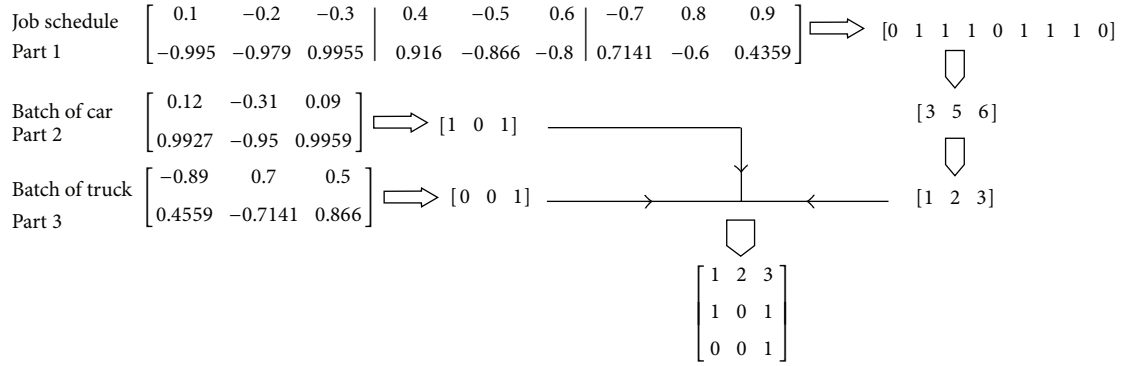 Job schedule
Part 1
0.1 −0.2 −0.3 0.4 −0.5 0.6 −0.7 0.8 0.9
−0.995 −0.979 0.9955 0.916 −0.866 −0.8 0.7141 −0.6 0.4359
[0 1 1 1 0 1 1 1 0]
Batch of car
Part 2
0.12 −0.31 0.09
0.9927 −0.95 0.9959
[1 0 1]
[3 5 6]
Batch of truck
Part 3
−0.89 0.7 0.5
0.4559 −0.7141 0.866
[0 0 1]
[1 2 3]
1 2 3
1 0 1
0 0 1